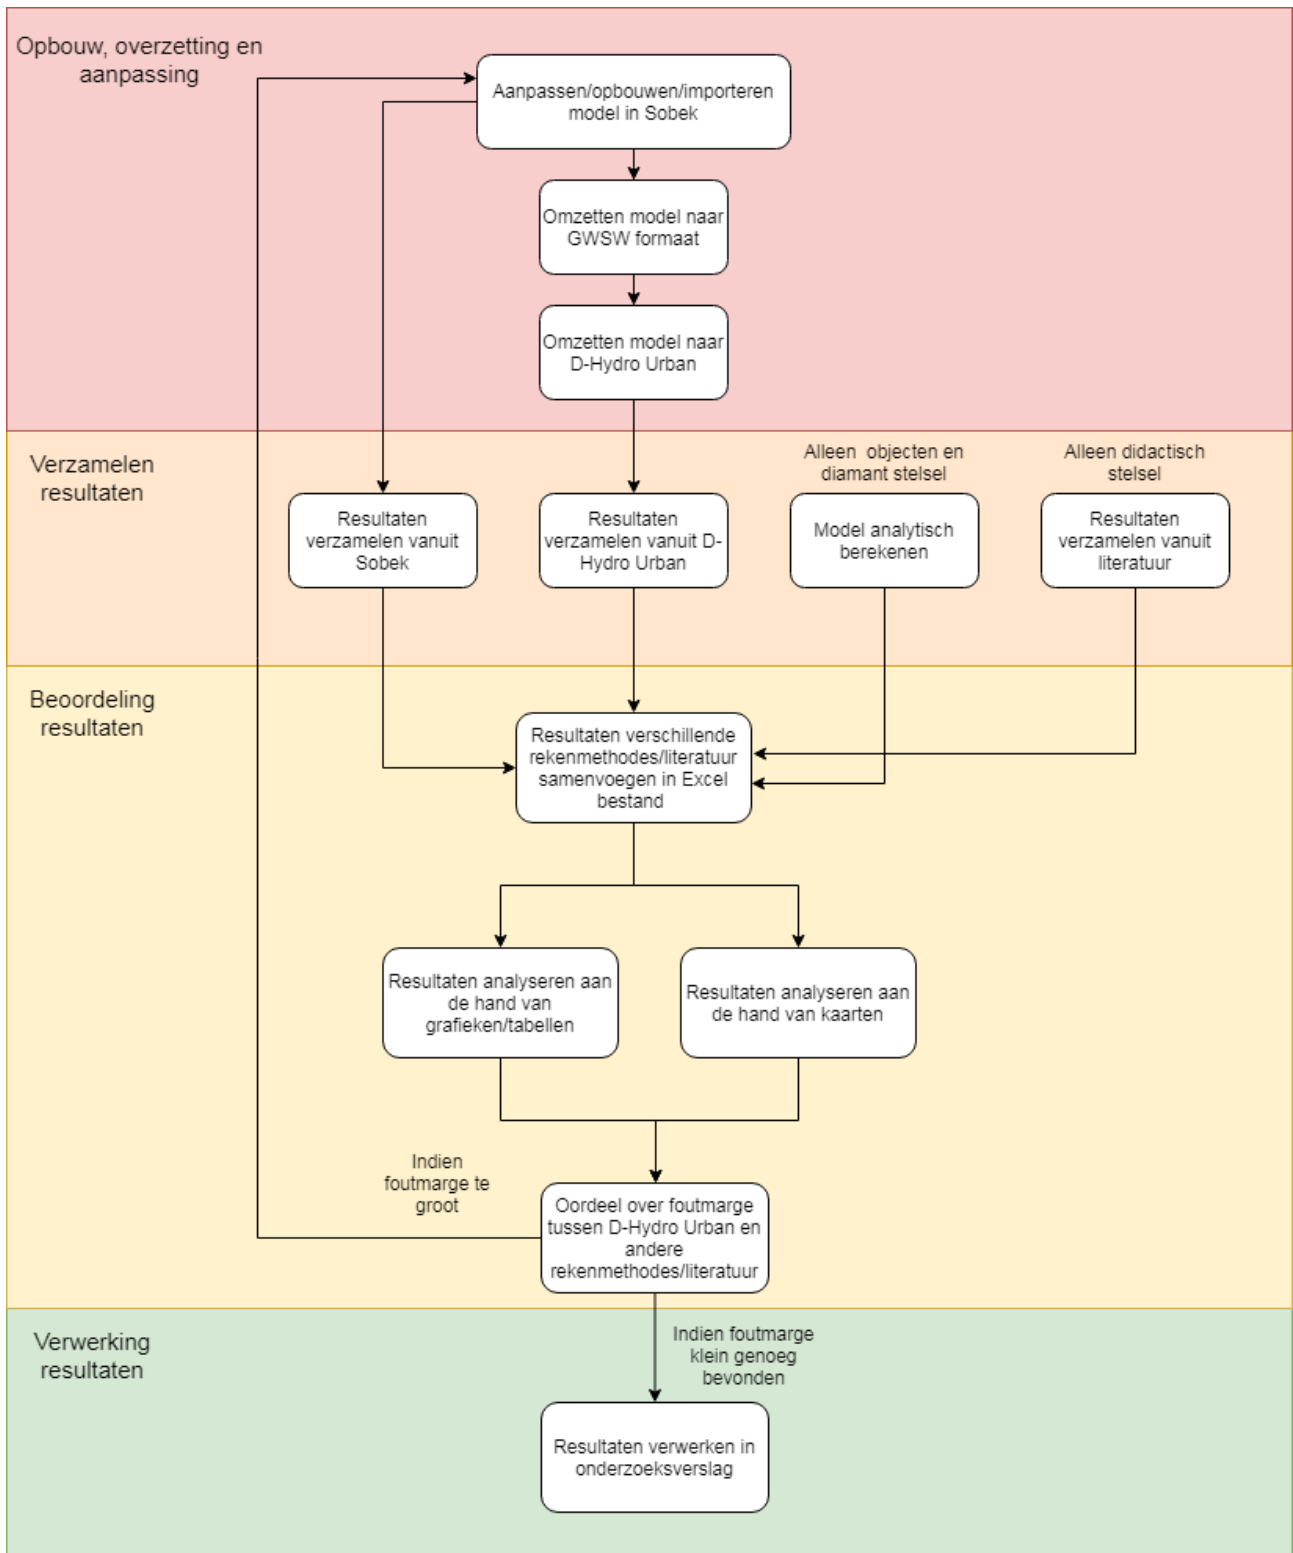 Opbouw, overzetting en
aanpassing
Aanpassen/opbouwen/importeren
model in Sobek
Omzetten model naar
GWSW formaat
Omzetten model naar
D-Hydro Urban
Verzamelen
resultaten
Alleen objecten en
diamant stelsel
Alleen didactisch
stelsel
Resultaten
verzamelen vanuit
Sobek
Resultaten
verzamelen vanuit D-
Hydro Urban
Model analytisch
berekenen
Resultaten
verzamelen vanuit
literatuur
Beoordeling
resultaten
Resultaten verschillende
rekenmethodes/literatuur
samenvoegen in Excel
bestand
Resultaten analyseren aan
de hand van
grafieken/tabellen
Resultaten analyseren aan
de hand van kaarten
Indien
foutmarge te
groot
Oordeel over foutmarge
tussen D-Hydro Urban en
andere
rekenmethodes/literatuur
Verwerking
resultaten
Indien foutmarge
klein genoeg
bevonden
Resultaten verwerken in
onderzoeksverslag